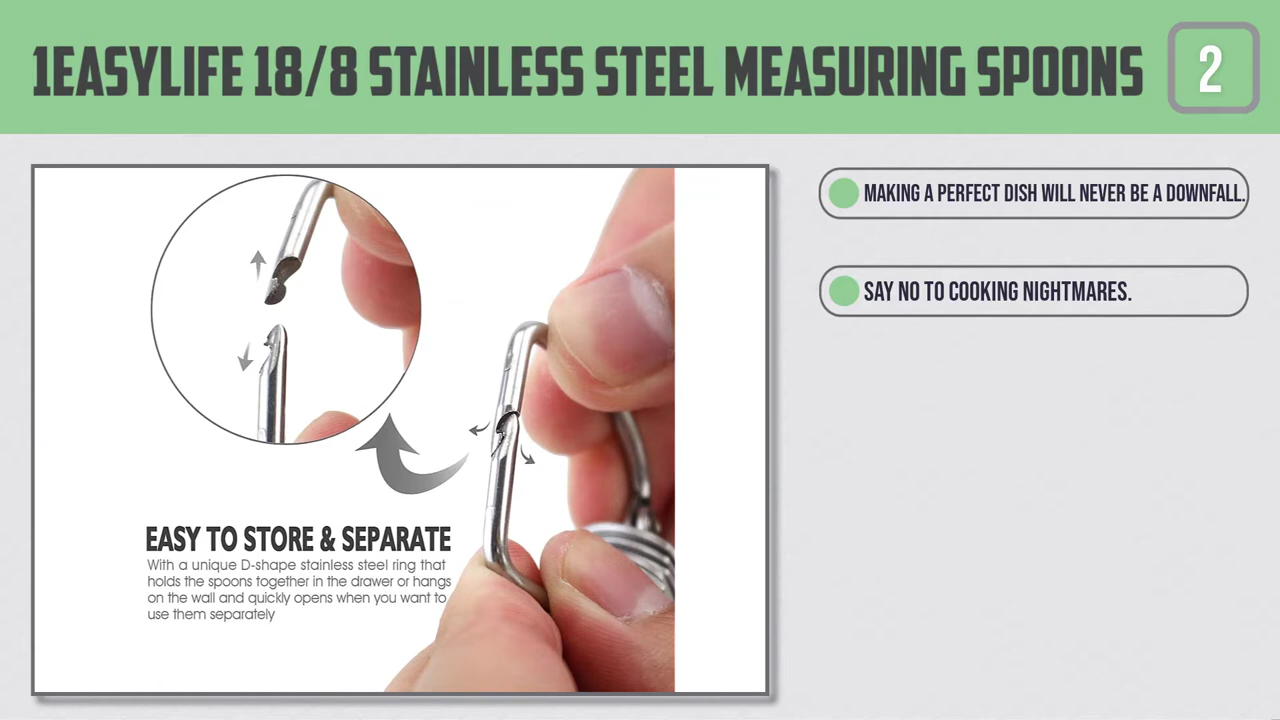 1EASYLIFE 18/8 STAINLESS STEEL MEASURING SPOONS
2
MAKING A PERFECT DISH WILL NEVER BE A DOWNFALL.
SAY NO TO COOKING NIGHTMARES.
EASY TO STORE & SEPARATE
With a unique D-shape stainless steel ring that
holds the spoons together in the drawer or hangs
on the wall and quickly opens when you want to
use them separately